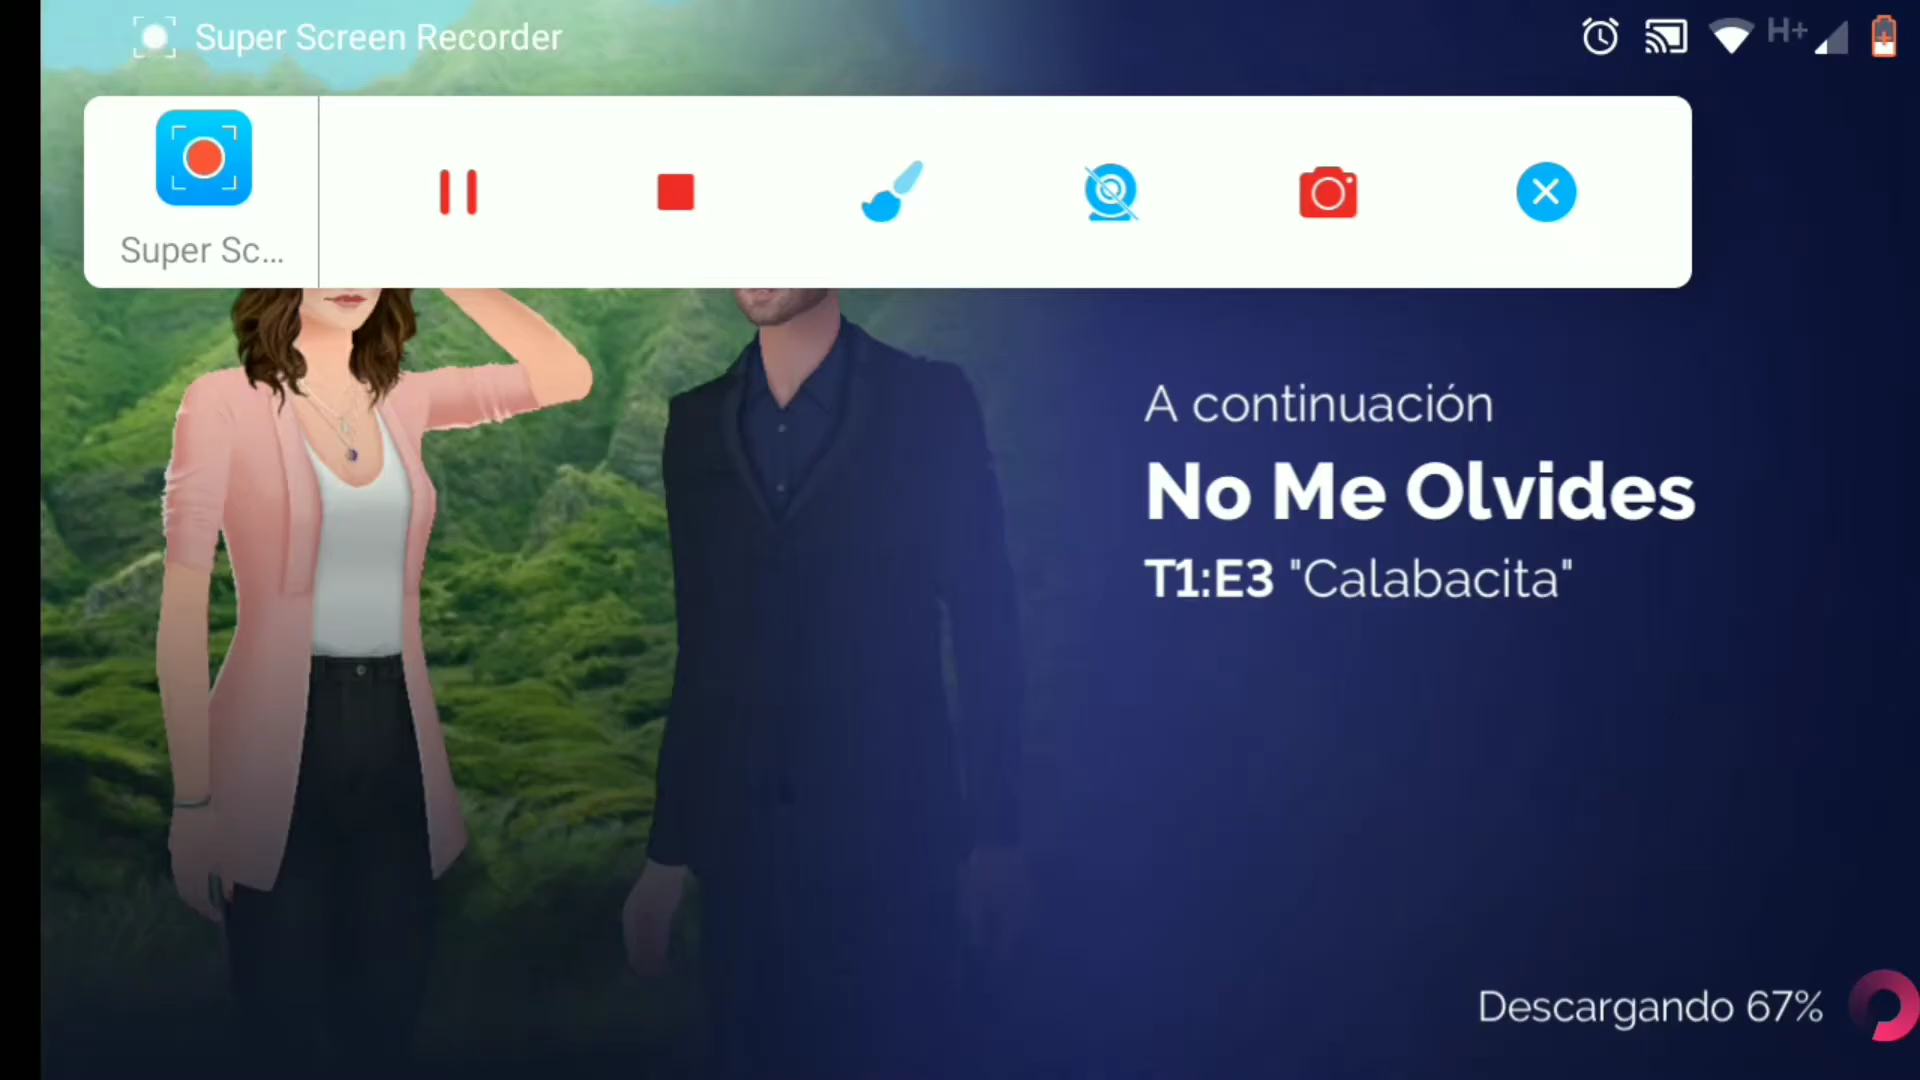 Super Screen Recorder
H+
Super Sc...
A continuación
No Me Olvides
T1:E3 "Calabacita"
Descargando 67%